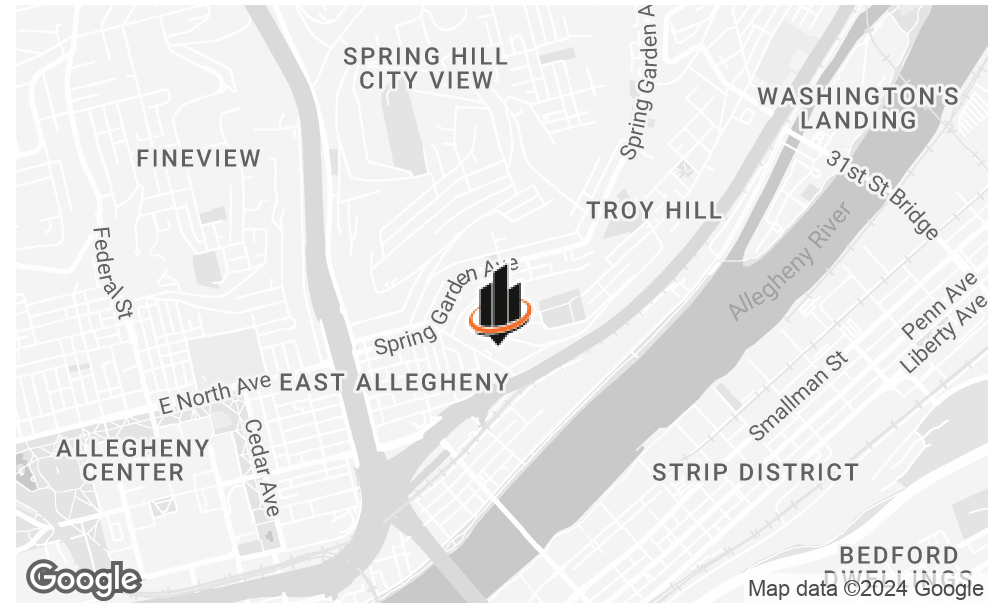 Spring Garden A
SPRING HILL
CITY VIEW
WASHINGTON'S
LANDING
FINEVIEW
31st St Bridge
TROY HILL
Federal St
Allegheny River
Spring Garden Ave
Penn Ave
Liberty Ave
E North Ave
EAST ALLEGHENY
Smallman St
Cedar Ave
ALLEGHENY
CENTER
STRIP DISTRICT
BEDFORD
DWELLINGS
Google
Map data ©2024 Google